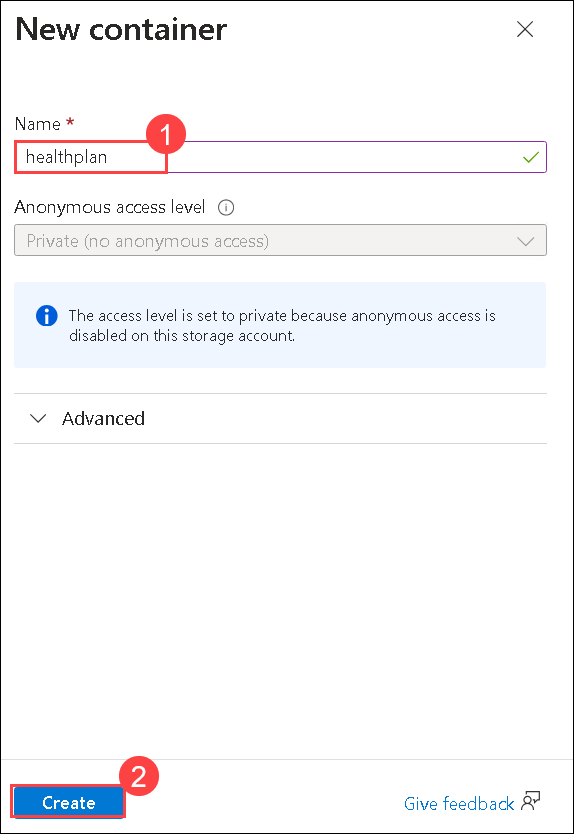 New container
Name *
1
healthplan
Anonymous access level
Private (no anonymous access)
The access level is set to private because anonymous access is
disabled on this storage account.
Advanced
2
Create
Give feedback